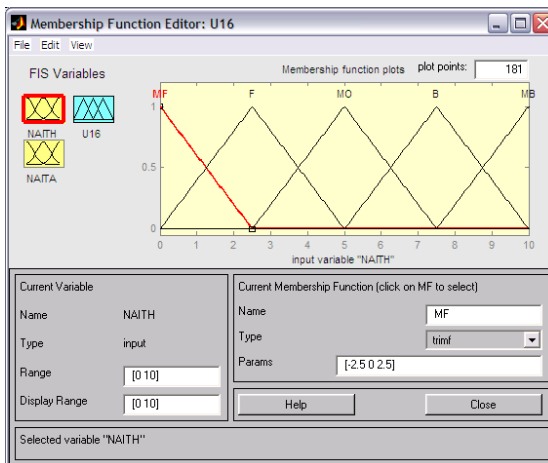 Membership Function Editor: U16
File Edit View
FIS Variables
Membership function plots
plot points:
181
NAITH
U16
NAITA
MF F MO B MB
1
0.5
0
0 1 2 3 4 5 6 7 8 9 10
input variable "NAITH"
Current Variable
Name NAITH
Type input
Range [0 10]
Display Range [0 10]
Current Membership Function (click on MF to select)
Name MF
Type trimf
Params [-2.5 0 2.5]
Help Close
Selected variable "NAITH"